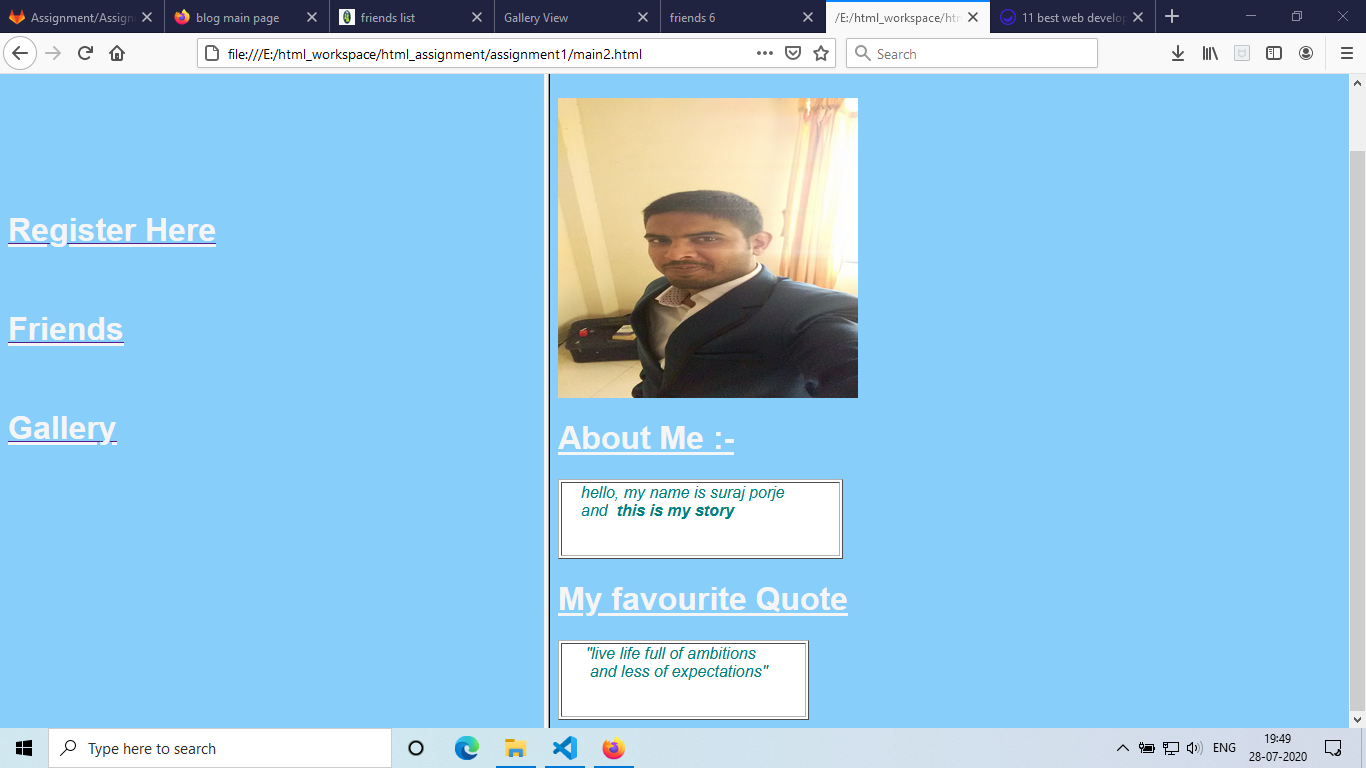 Assignment/Assign
blog main page
friends list
Gallery View
friends 6
/E:/html_workspace/htm
11 best web develop
file:///E:/html_workspace/html_assignment/assignment1/main2.html
Search
Register Here
Friends
Gallery
About Me :-
hello, my name is suraj porje
and this is my story
My favourite Quote
"live life full of ambitions
and less of expectations"
Type here to search
ENG
19:49
28-07-2020